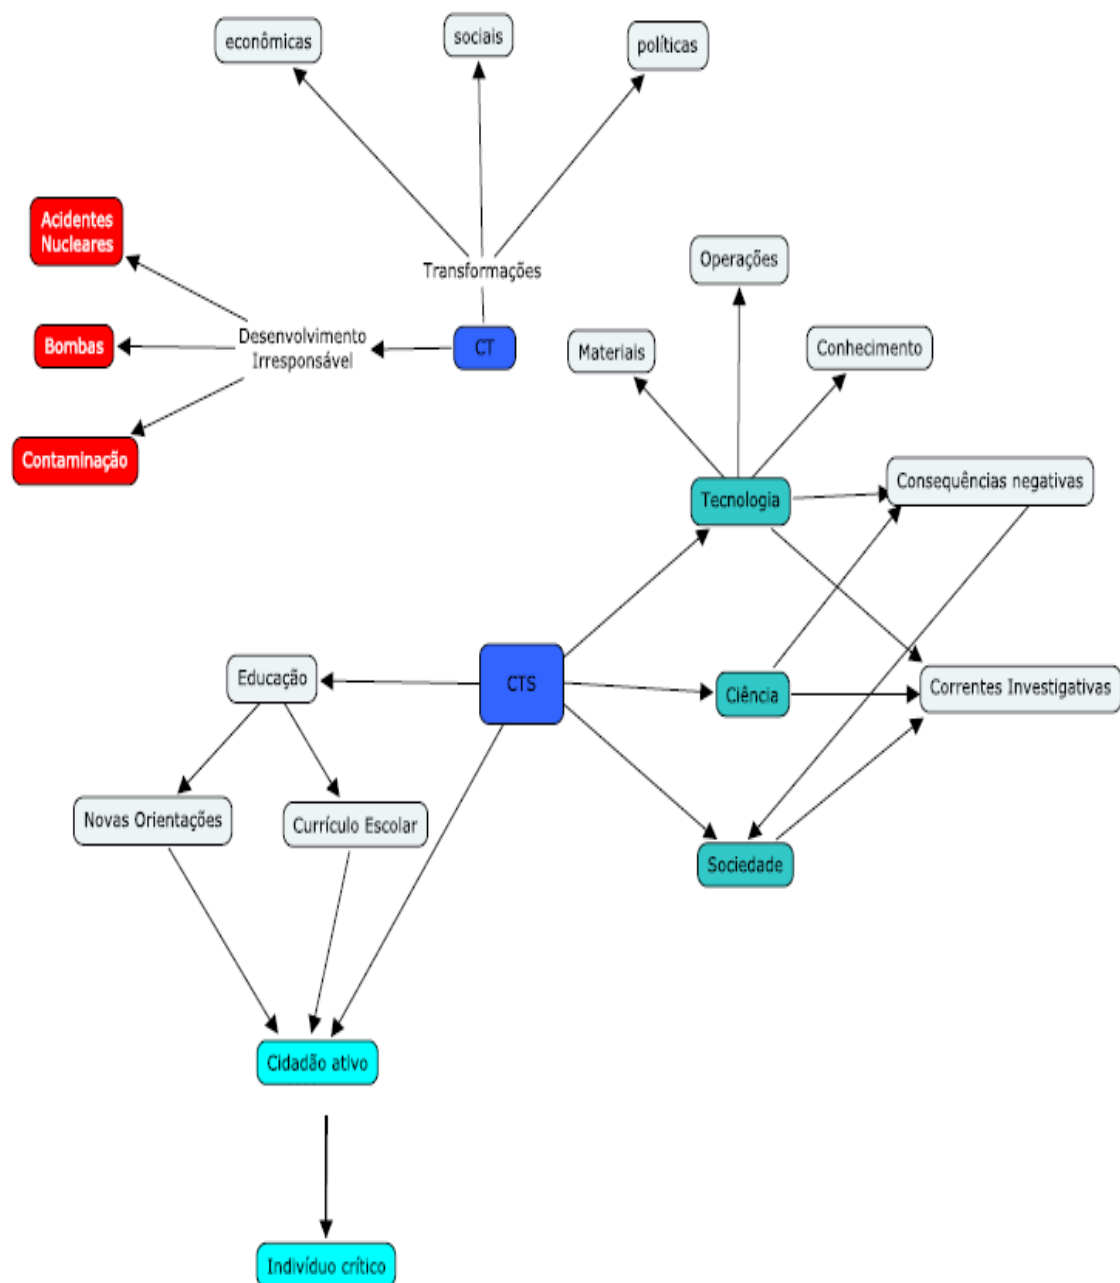 econômicas
sociais
políticas
Acidentes
Nucleares
Transformações
Operações
Bombas
Desenvolvimento
Irresponsável
CT
Materiais
Conhecimento
Contaminação
Tecnologia
Consequências negativas
Educação
CTS
Ciência
Correntes Investigativas
Novas Orientações
Currículo Escolar
Sociedade
Cidadão ativo
Indivíduo crítico